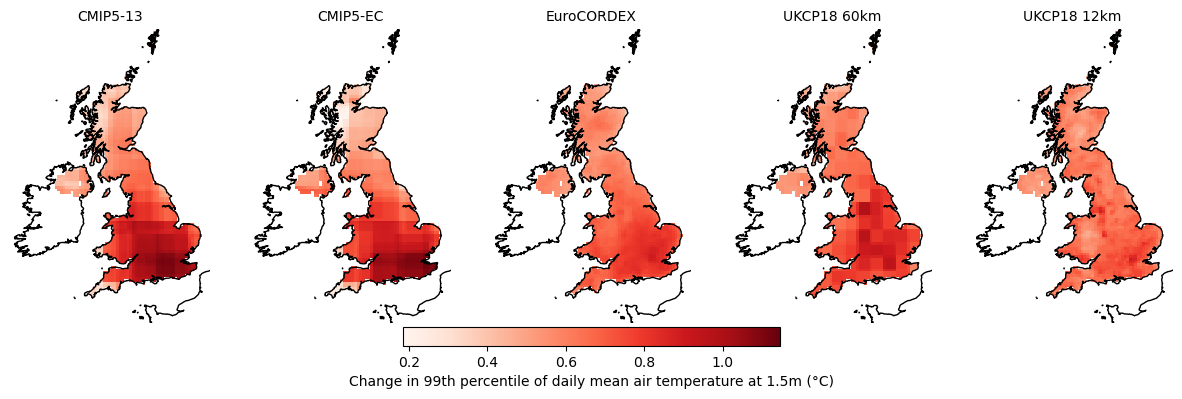 CMIP5-13
CMIP5-EC
EuroCORDEX
UKCP18 60km
UKCP18 12km
0.2
0.4
0.6
0.8
1.0
Change in 99th percentile of daily mean air temperature at 1.5m (°C)